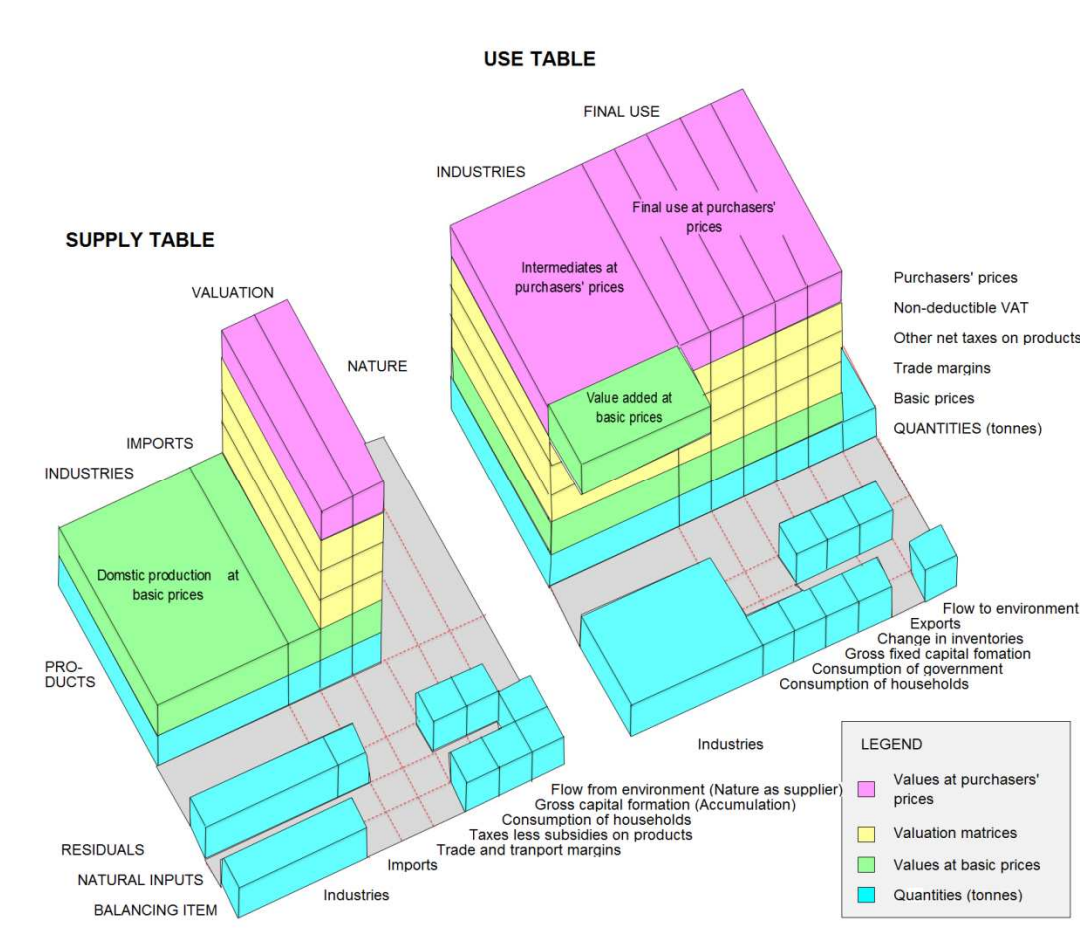 USE TABLE
FINAL USE
INDUSTRIES
Final use at purchasers'
prices
SUPPLY TABLE
Intermediates at
purchasers' prices
Purchasers' prices
VALUATION
Non-deductible VAT
Other net taxes on products
NATURE
Trade margins
Value added at
basic prices
Basic prices
QUANTITIES (tonnes)
IMPORTS
INDUSTRIES
Domstic production at
basic prices
Flow to environment
Exports
Change in inventories
Gross fixed capital fomation
Consumption of government
Consumption of households
PRO-
DUCTS
Industries
LEGEND
Values at purchasers'
prices
Valuation matrices
Values at basic prices
Quantities (tonnes)
Flow from environment (Nature as supplier)
Gross capital formation (Accumulation)
Consumption of households
Taxes less subsidies on products
Trade and tranport margins
Imports
Industries
RESIDUALS
NATURAL INPUTS
BALANCING ITEM